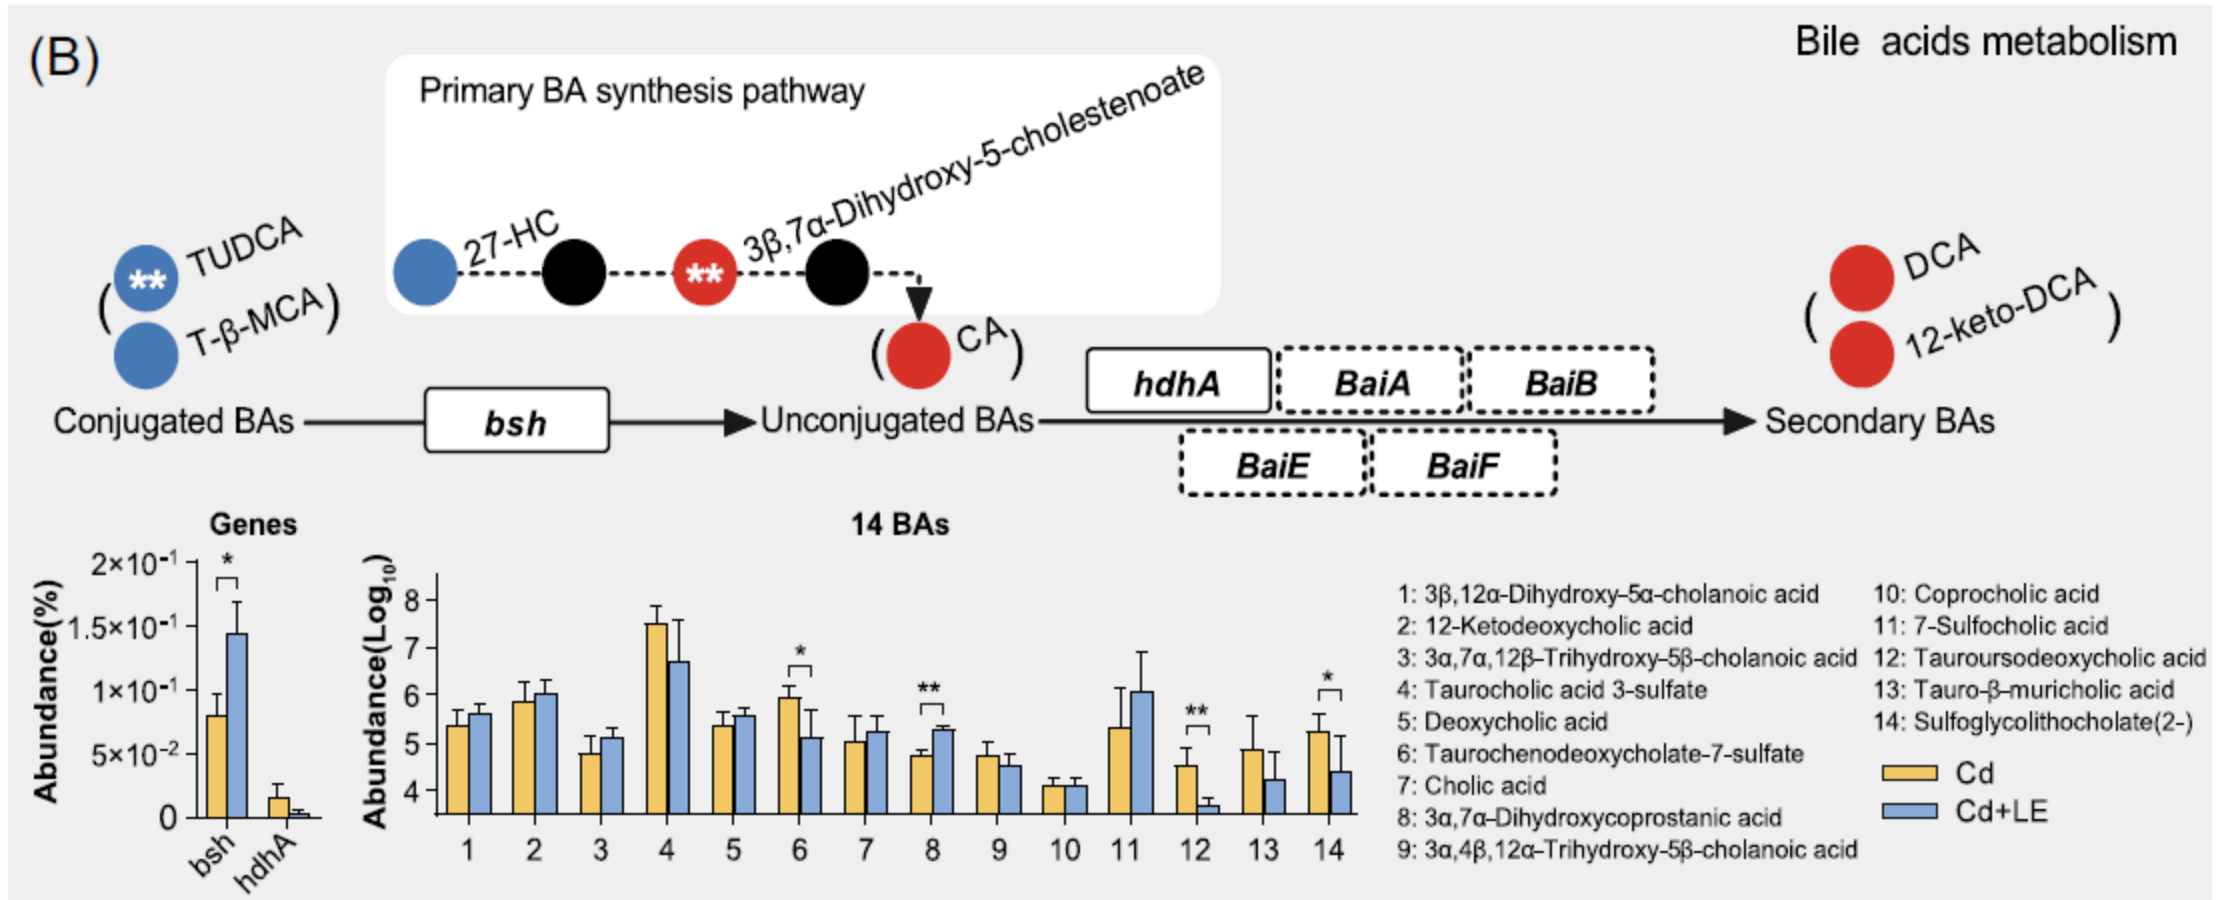 (B)
Bile acids metabolism
Primary BA synthesis pathway
27-HC
**
3β,7α-Dihydroxy-5-cholestenoate
(
**
TUDCA
T-β-MCA
)
(
CA
)
(
DCA
12-keto-DCA
)
hdhA
BaiA
BaiB
Conjugated BAs
bsh
Unconjugated BAs
Secondary BAs
BaiE
BaiF
Genes
Abundance(%)
2×10⁻¹
1.5×10⁻¹
1×10⁻¹
5×10⁻²
0
*
bsh
hdhA
14 BAs
Abundance(Log₁₀)
8
7
6
5
4
*
**
**
*
1 2 3 4 5 6 7 8 9 10 11 12 13 14
1: 3β,12α-Dihydroxy-5α-cholanoic acid
2: 12-Ketodeoxycholic acid
3: 3α,7α,12β-Trihydroxy-5β-cholanoic acid
4: Taurocholic acid 3-sulfate
5: Deoxycholic acid
6: Taurochenodeoxycholate-7-sulfate
7: Cholic acid
8: 3α,7α-Dihydroxycoprostanic acid
9: 3α,4β,12α-Trihydroxy-5β-cholanoic acid
10: Coprocholic acid
11: 7-Sulfocholic acid
12: Tauroursodeoxycholic acid
13: Tauro-β-muricholic acid
14: Sulfoglycolithocholate(2-)
Cd
Cd+LE